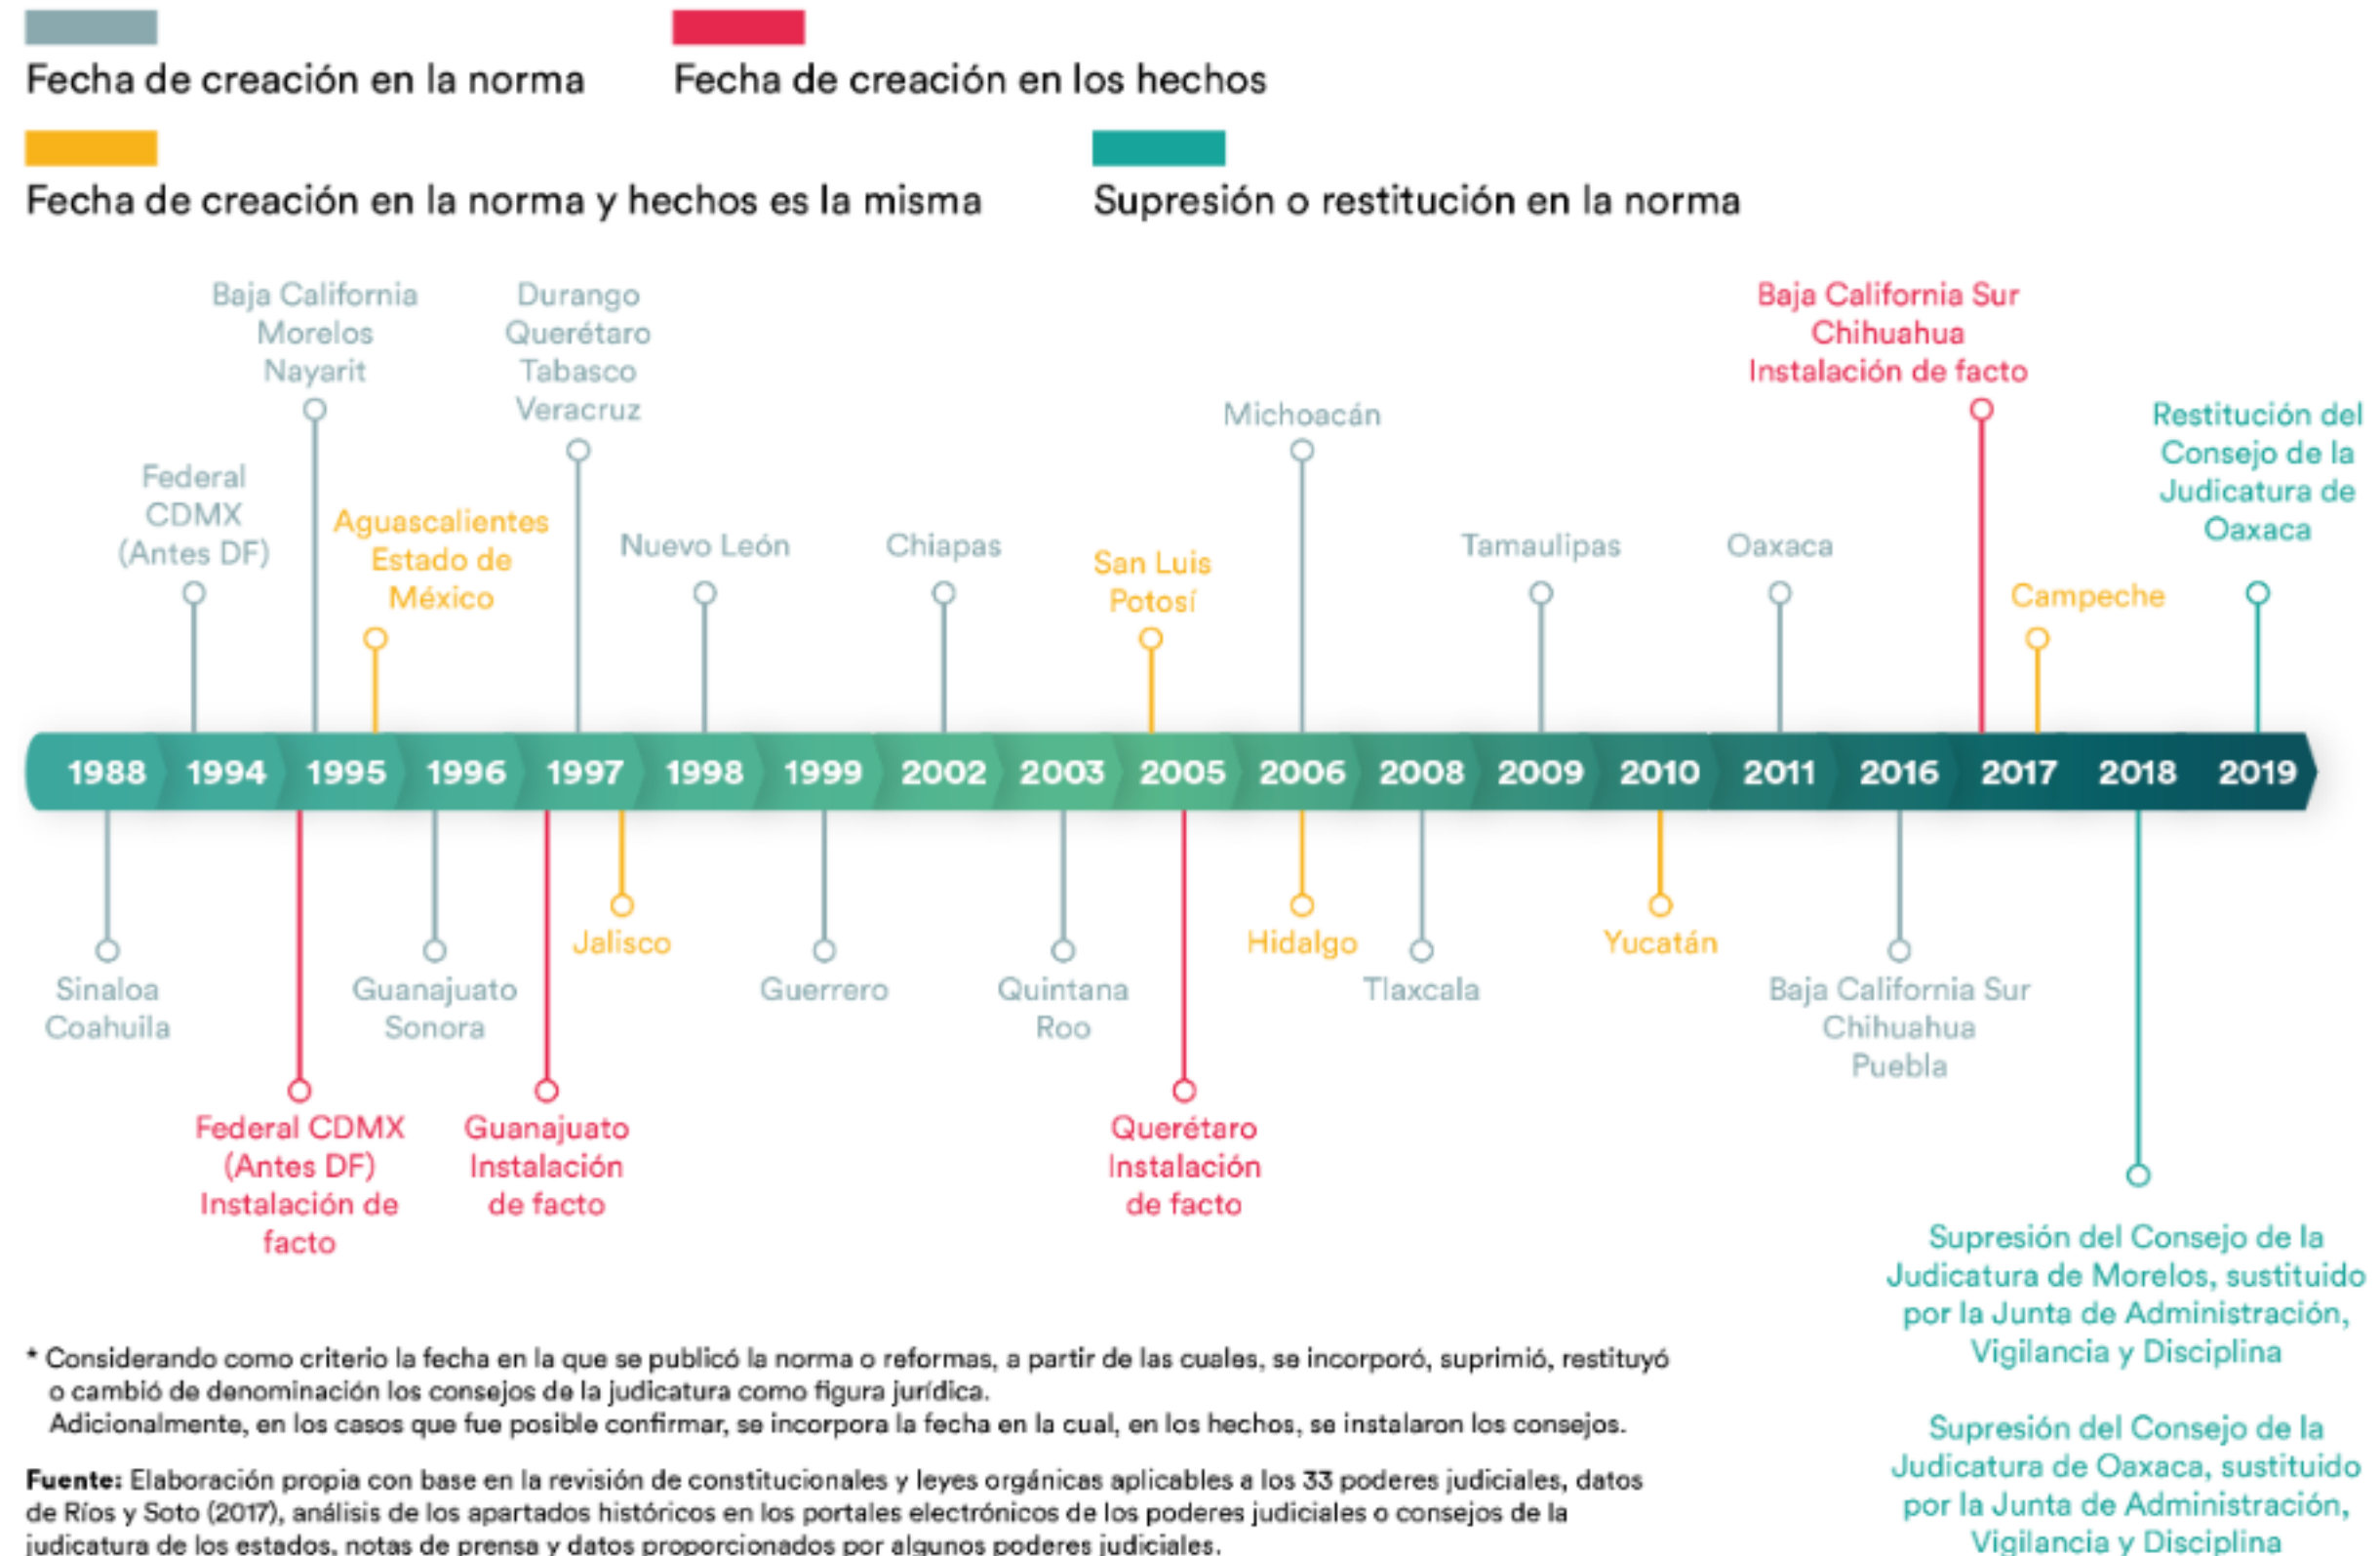 Fecha de creación en la norma
Fecha de creación en los hechos
Fecha de creación en la norma y hechos es la misma
Supresión o restitución en la norma
Baja California
Morelos
Nayarit
Durango
Querétaro
Tabasco
Veracruz
Baja California Sur
Chihuahua
Instalación de facto
Federal
CDMX
(Antes DF)
Aguascalientes
Estado de
México
Nuevo León
Chiapas
San Luis
Potosí
Michoacán
Tamaulipas
Oaxaca
Campeche
Restitución del
Consejo de la
Judicatura de
Oaxaca
1988 1994 1995 1996 1997 1998 1999 2002 2003 2005 2006 2008 2009 2010 2011 2016 2017 2018 2019
Sinaloa
Coahuila
Federal CDMX
(Antes DF)
Instalación de
facto
Guanajuato
Sonora
Guanajuato
Instalación
de facto
Jalisco
Guerrero
Quintana
Roo
Querétaro
Instalación
de facto
Hidalgo
Tlaxcala
Yucatán
Baja California Sur
Chihuahua
Puebla
Supresión del Consejo de la
Judicatura de Morelos, sustituido
por la Junta de Administración,
Vigilancia y Disciplina
Supresión del Consejo de la
Judicatura de Oaxaca, sustituido
por la Junta de Administración,
Vigilancia y Disciplina
* Considerando como criterio la fecha en la que se publicó la norma o reformas, a partir de las cuales, se incorporó, suprimió, restituyó
o cambió de denominación los consejos de la judicatura como figura jurídica.
Adicionalmente, en los casos que fue posible confirmar, se incorpora la fecha en la cual, en los hechos, se instalaron los consejos.
Fuente: Elaboración propia con base en la revisión de constitucionales y leyes orgánicas aplicables a los 33 poderes judiciales, datos
de Ríos y Soto (2017), análisis de los apartados históricos en los portales electrónicos de los poderes judiciales o consejos de la
judicatura de los estados, notas de prensa y datos proporcionados por algunos poderes judiciales.